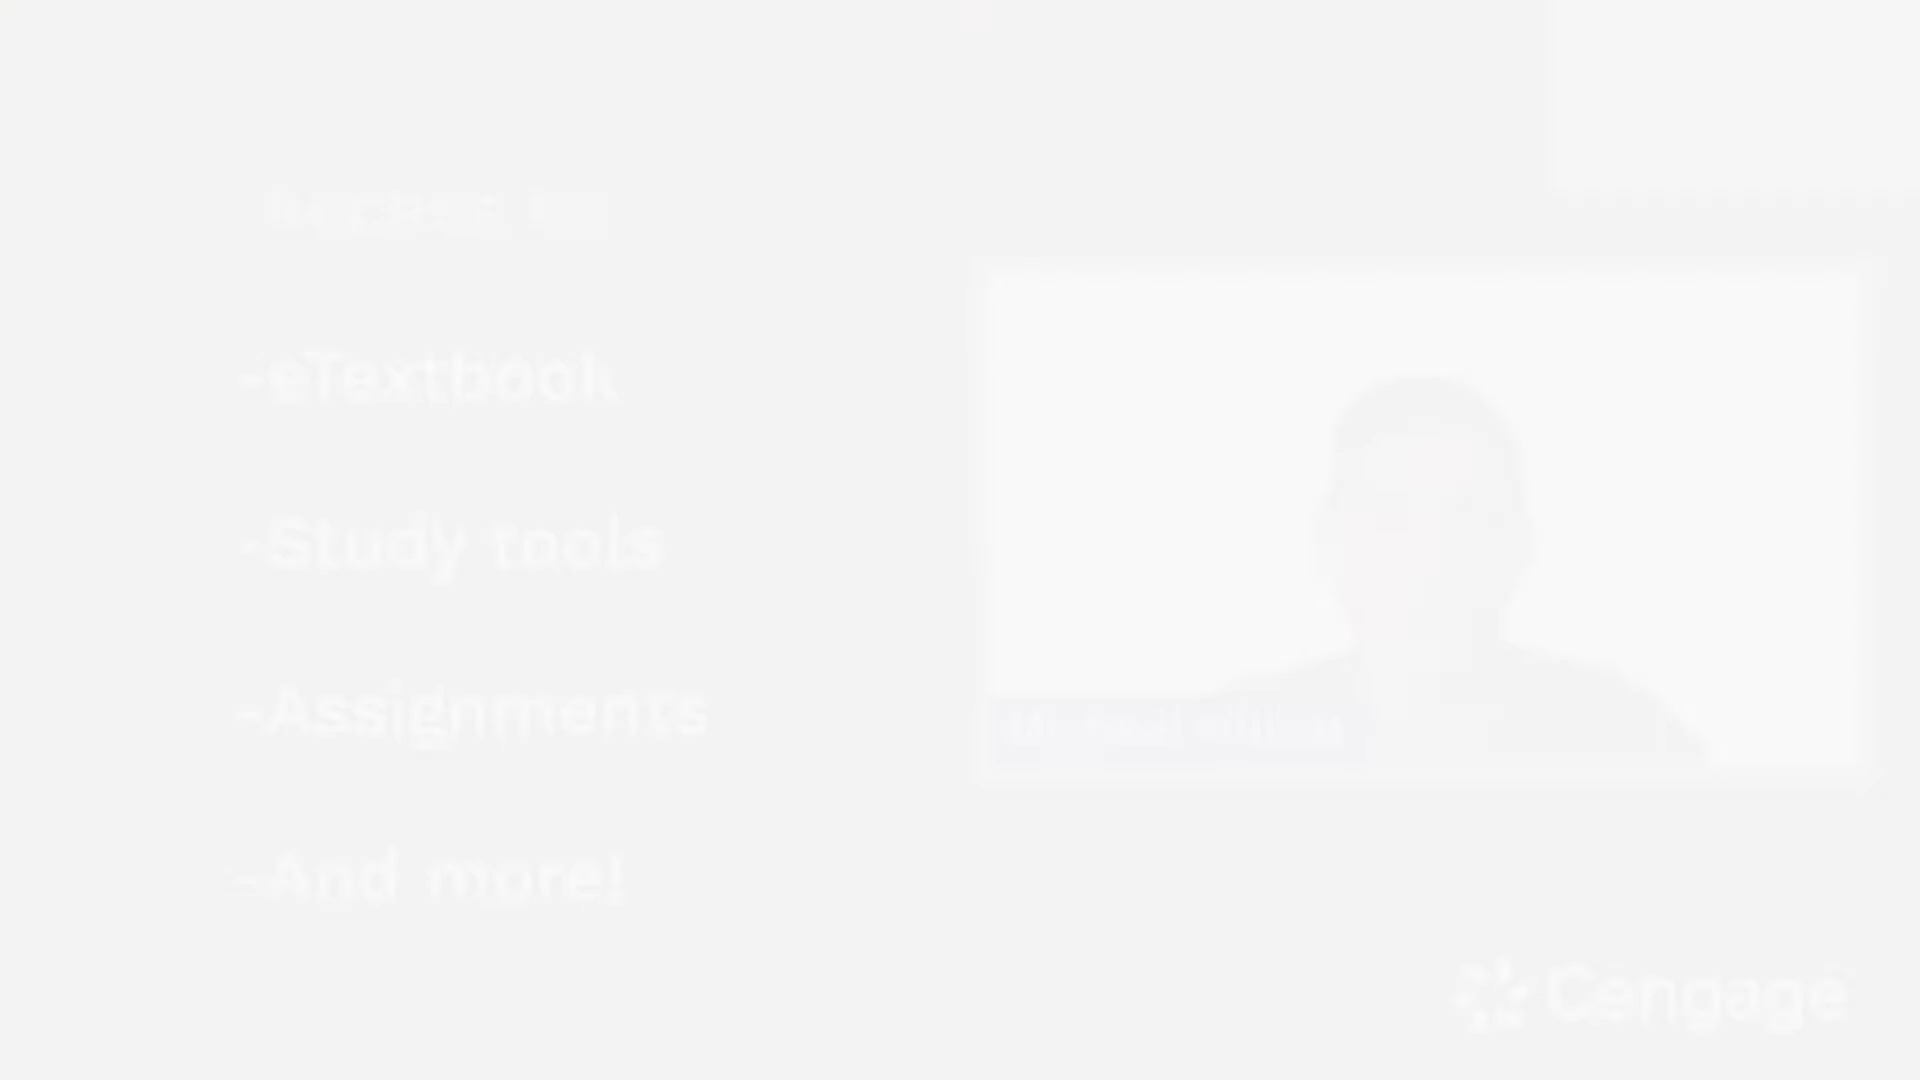 -eTextbook
-Study tools
-Assignments
-And more!
Cengage